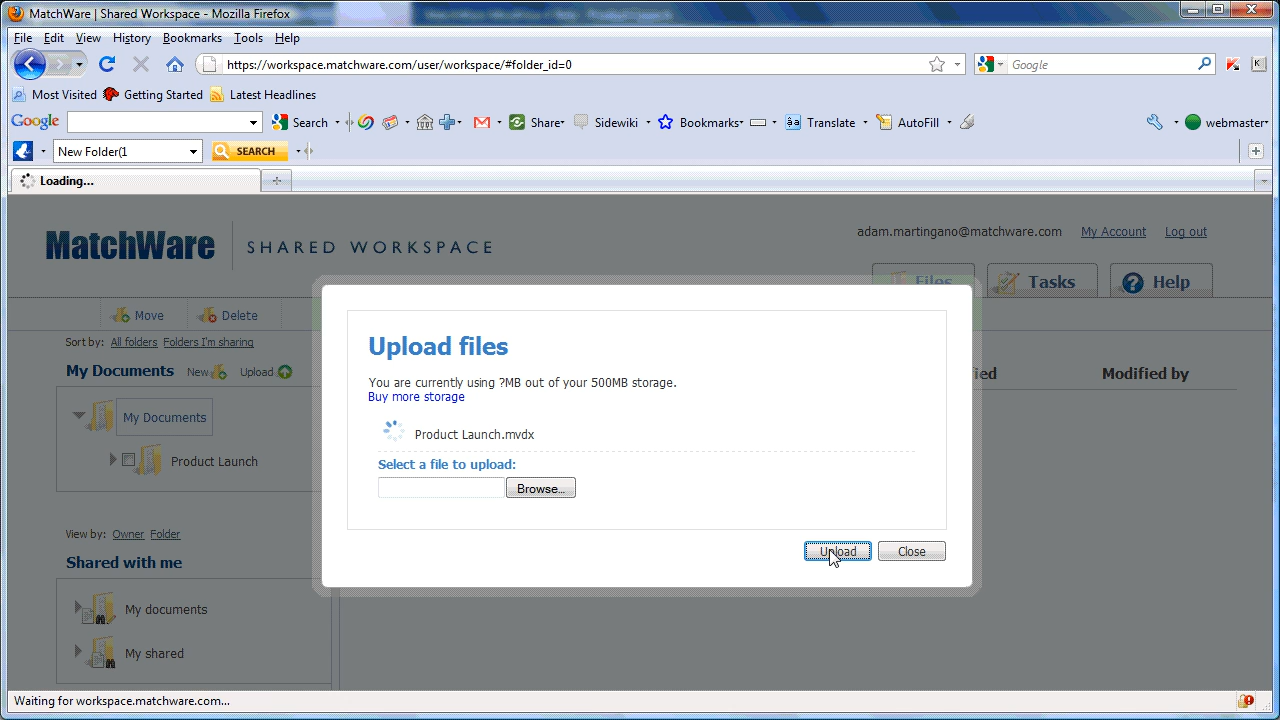 MatchWare | Shared Workspace - Mozilla Firefox
File Edit View History Bookmarks Tools Help
https://workspace.matchware.com/user/workspace/#folder_id=0
Google
Most Visited Getting Started Latest Headlines
Google Search Share Sidewiki Bookmarks Translate AutoFill webmaster
New Folder(1 SEARCH
Loading...
MatchWare SHARED WORKSPACE
adam.martingano@matchware.com My Account Log out
Files Tasks Help
Move Delete
Sort by: All folders Folders I'm sharing
My Documents New Upload
My Documents
Product Launch
View by: Owner Folder
Shared with me
My documents
My shared
Modified by
Upload files
You are currently using ?MB out of your 500MB storage.
Buy more storage
Product Launch.mvdx
Select a file to upload:
Browse...
Upload Close
Waiting for workspace.matchware.com...